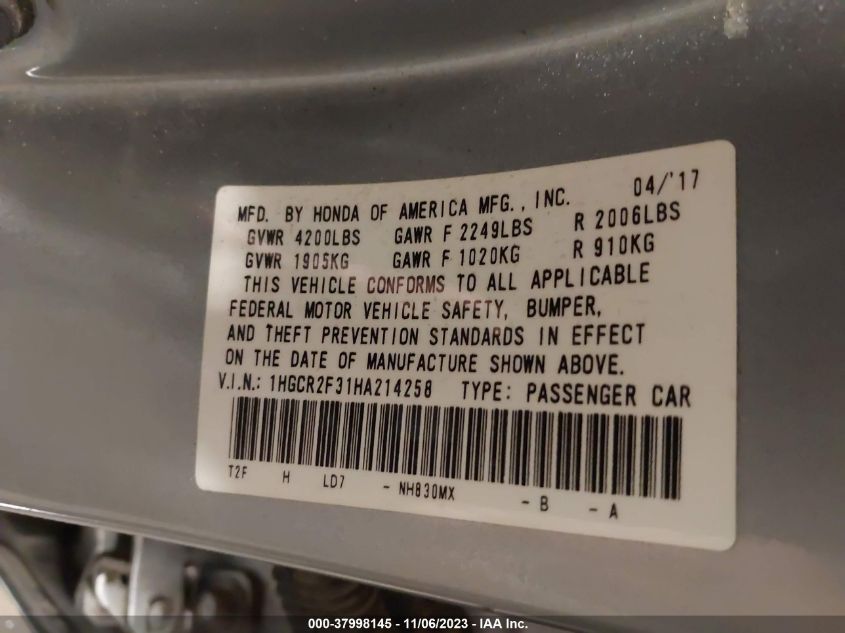 MFD. BY HONDA OF AMERICA MFG., INC. 04/'17
GVWR 4200LBS GAWR F 2249LBS R 2006LBS
GVWR 1905KG GAWR F 1020KG R 910KG
THIS VEHICLE CONFORMS TO ALL APPLICABLE
FEDERAL MOTOR VEHICLE SAFETY, BUMPER,
AND THEFT PREVENTION STANDARDS IN EFFECT
ON THE DATE OF MANUFACTURE SHOWN ABOVE.
V.I.N.: 1HGCR2F31HA214258 TYPE: PASSENGER CAR
T2F H LD7 - NH830MX - B - A
000-37998145 - 11/06/2023 - IAA Inc.